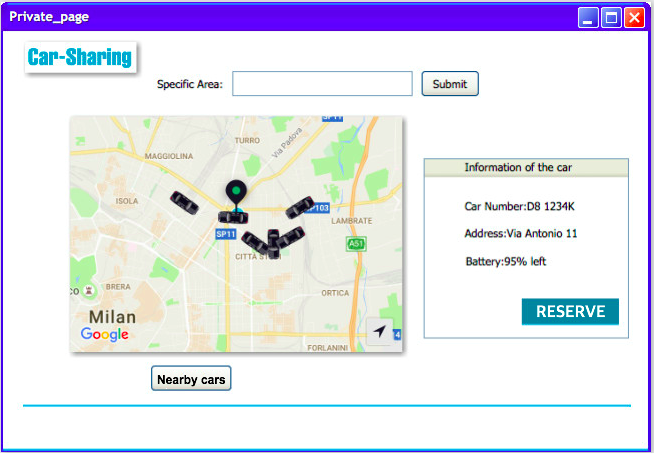 Private_page
Car-Sharing
Specific Area:
Submit
SP11
TURRO
Via Padova
MAGGIOLINA
ISOLA
SP103
LAMBRATE
SP11
A51
CITTÀ ST
BRERA
ORTICA
CO
Milan
Google
FORLANINI
Information of the car
Car Number:D8 1234K
Address:Via Antonio 11
Battery:95% left
RESERVE
Nearby cars